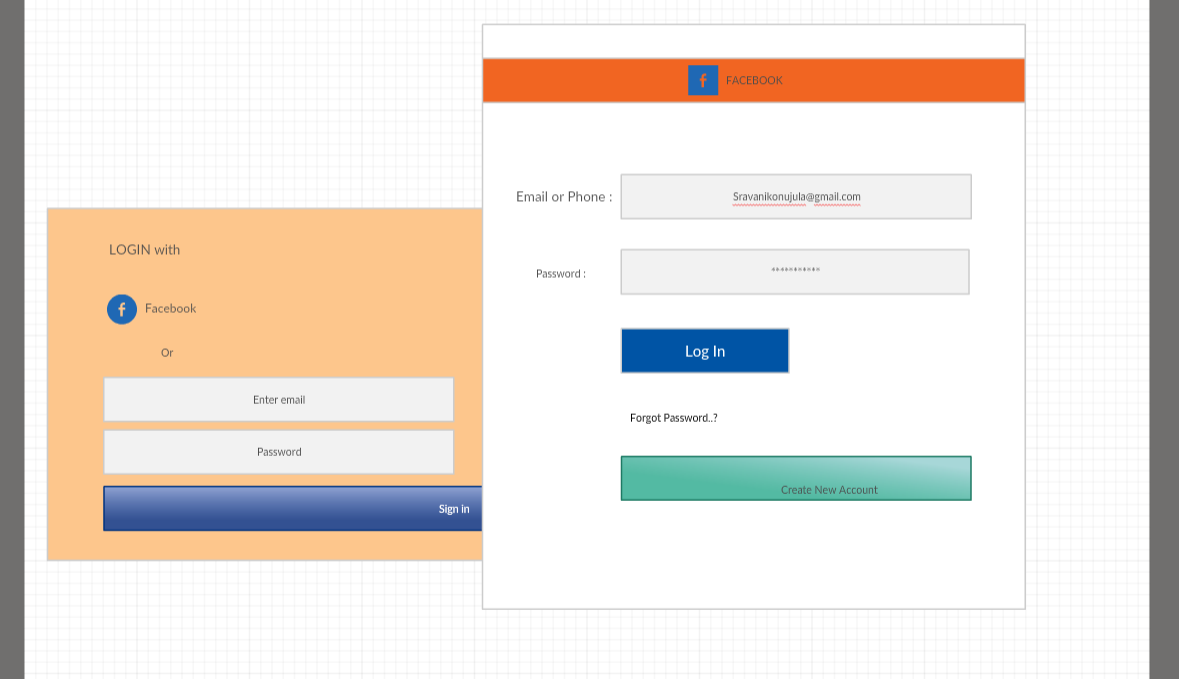 LOGIN with
Facebook
Or
Enter email
Password
Sign in
FACEBOOK
Email or Phone :
Sravanikonujula@gmail.com
Password :
***********
Log In
Forgot Password..?
Create New Account